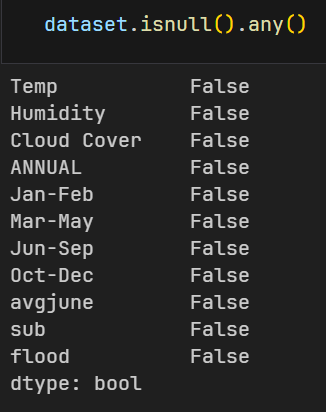 dataset.isnull().any()
Temp False
Humidity False
Cloud Cover False
ANNUAL False
Jan-Feb False
Mar-May False
Jun-Sep False
Oct-Dec False
avgjune False
sub False
flood False
dtype: bool